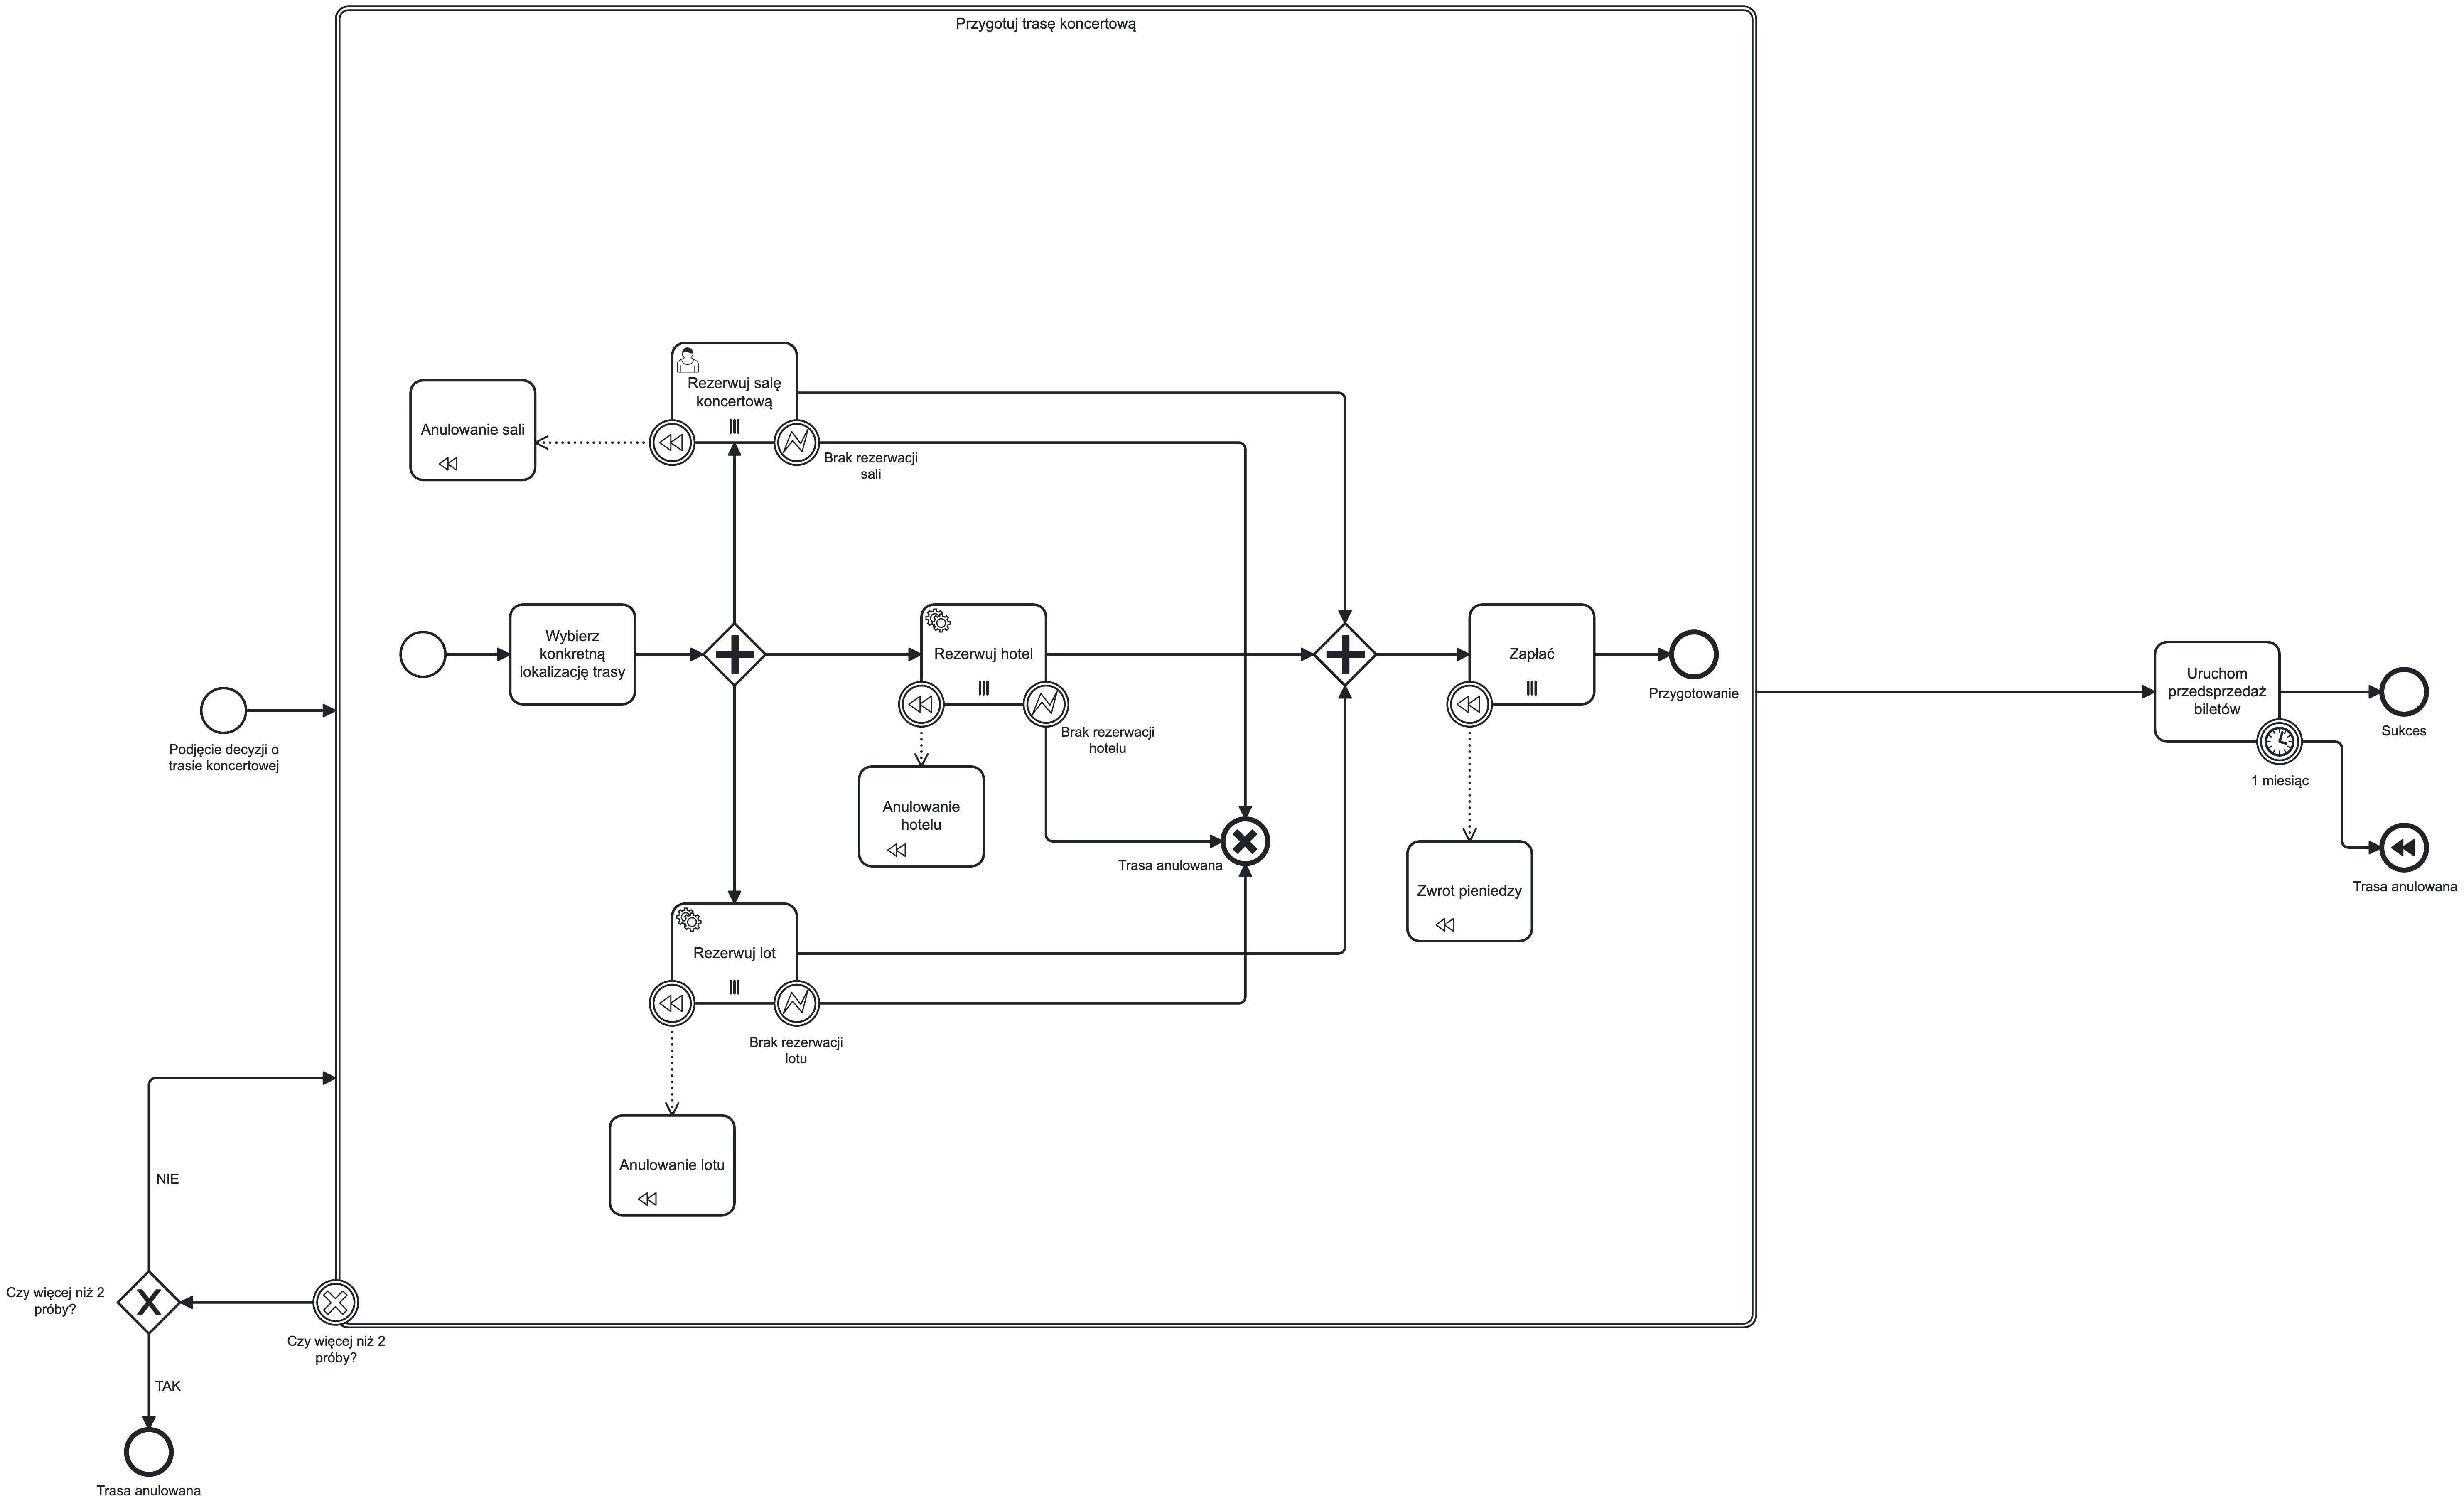 Przygotuj trasę koncertową
Rezerwuj salę
koncertową
Anulowanie sali
Brak rezerwacji
sali
Wybierz
konkretną
lokalizację trasy
Rezerwuj hotel
Zapłać
Przygotowanie
Uruchom
przedsprzedaż
biletów
Sukces
1 miesiąc
Podjęcie decyzji o
trasie koncertowej
Brak rezerwacji
hotelu
Anulowanie
hotelu
Trasa anulowana
Zwrot pieniedzy
Trasa anulowana
Rezerwuj lot
Brak rezerwacji
lotu
Anulowanie lotu
NIE
Czy więcej niż 2
próby?
Czy więcej niż 2
próby?
TAK
Trasa anulowana